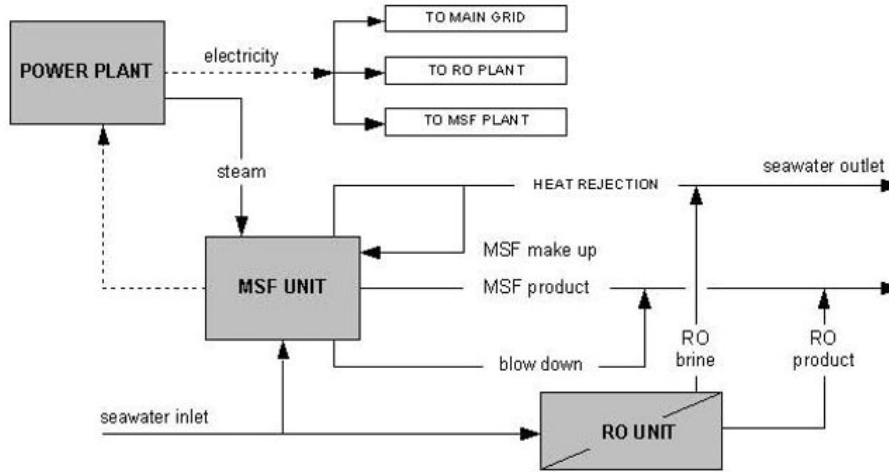 TO MAIN GRID
electricity
POWER PLANT
TO RO PLANT
TO MSF PLANT
steam
seawater outlet
HEAT REJECTION
MSF make up
MSF UNIT
MSF product
RO
brine
RO
product
blow down
seawater inlet
RO UNIT